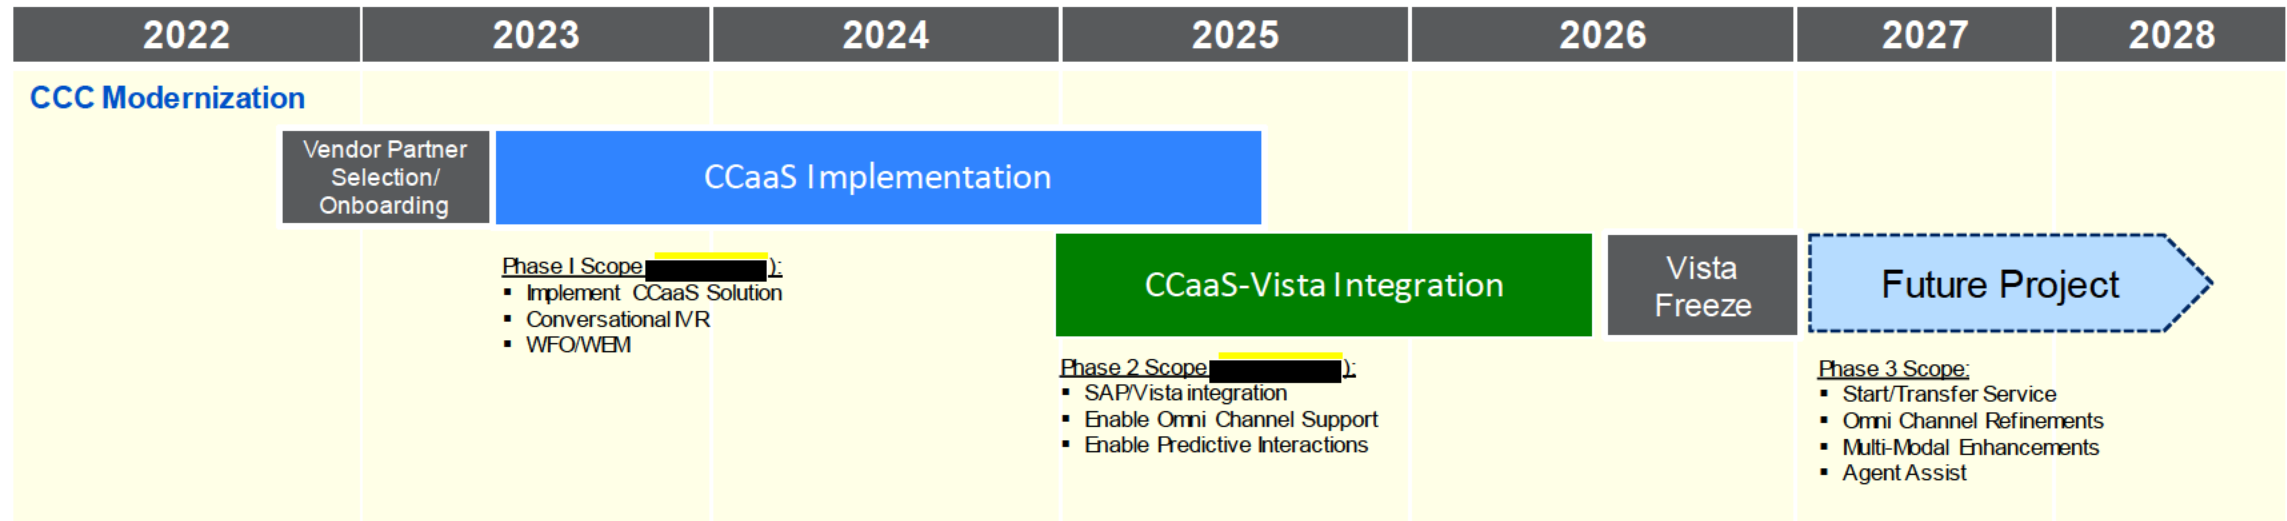 2022 2023 2024 2025 2026 2027 2028
CCC Modernization
Vendor Partner
Selection/
Onboarding
CCaaS Implementation
CCaaS-Vista Integration
Vista
Freeze
Future Project
Phase I Scope ):
▪ Implement CCaaS Solution
▪ Conversational IVR
▪ WFO/WEM
Phase 2 Scope ):
▪ SAP/Vista integration
▪ Enable Omni Channel Support
▪ Enable Predictive Interactions
Phase 3 Scope:
▪ Start/Transfer Service
▪ Omni Channel Refinements
▪ Multi-Modal Enhancements
▪ Agent Assist